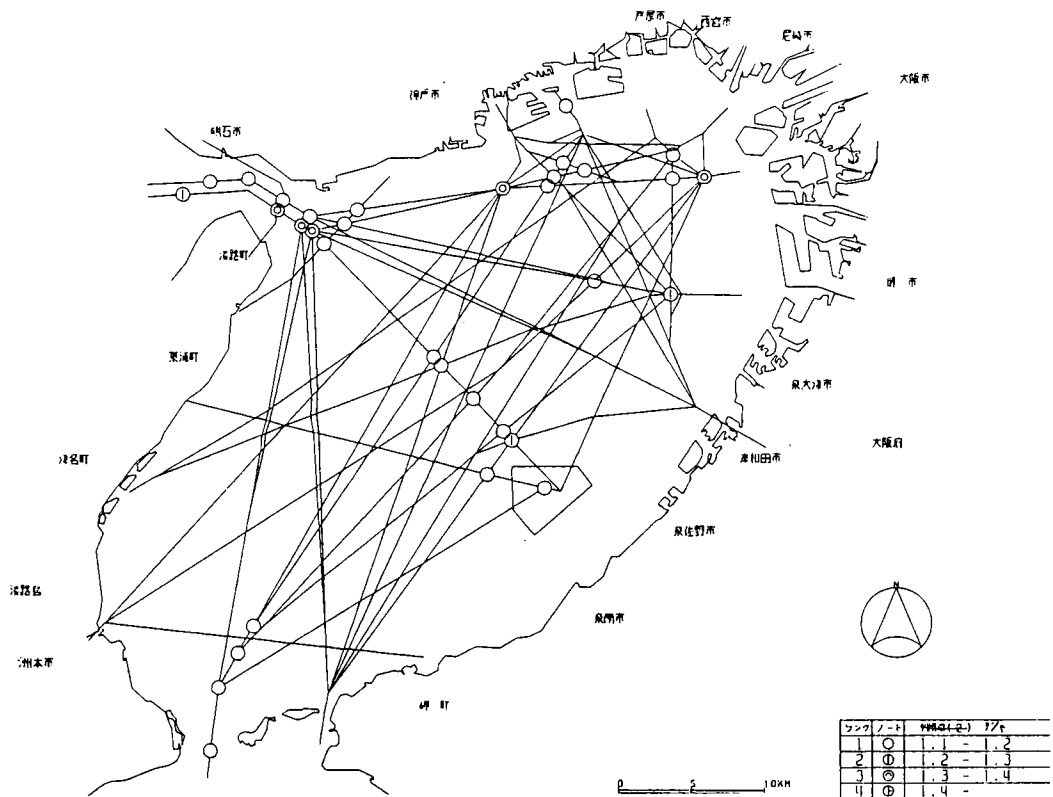 芦屋市
西宮市
尼崎市
大阪市
神戸市
明石市
淡路町
堺市
東浦町
泉大津市
津名町
大阪府
岸和田市
泉佐野市
淡路島
泉南市
洲本市
岬町
N
0 5 10KM
ランク ノード
1 ○ 1.1 - 1.2
2 1.2 - 1.3
3 ◎ 1.3 - 1.4
4 ⊕ 1.4 -